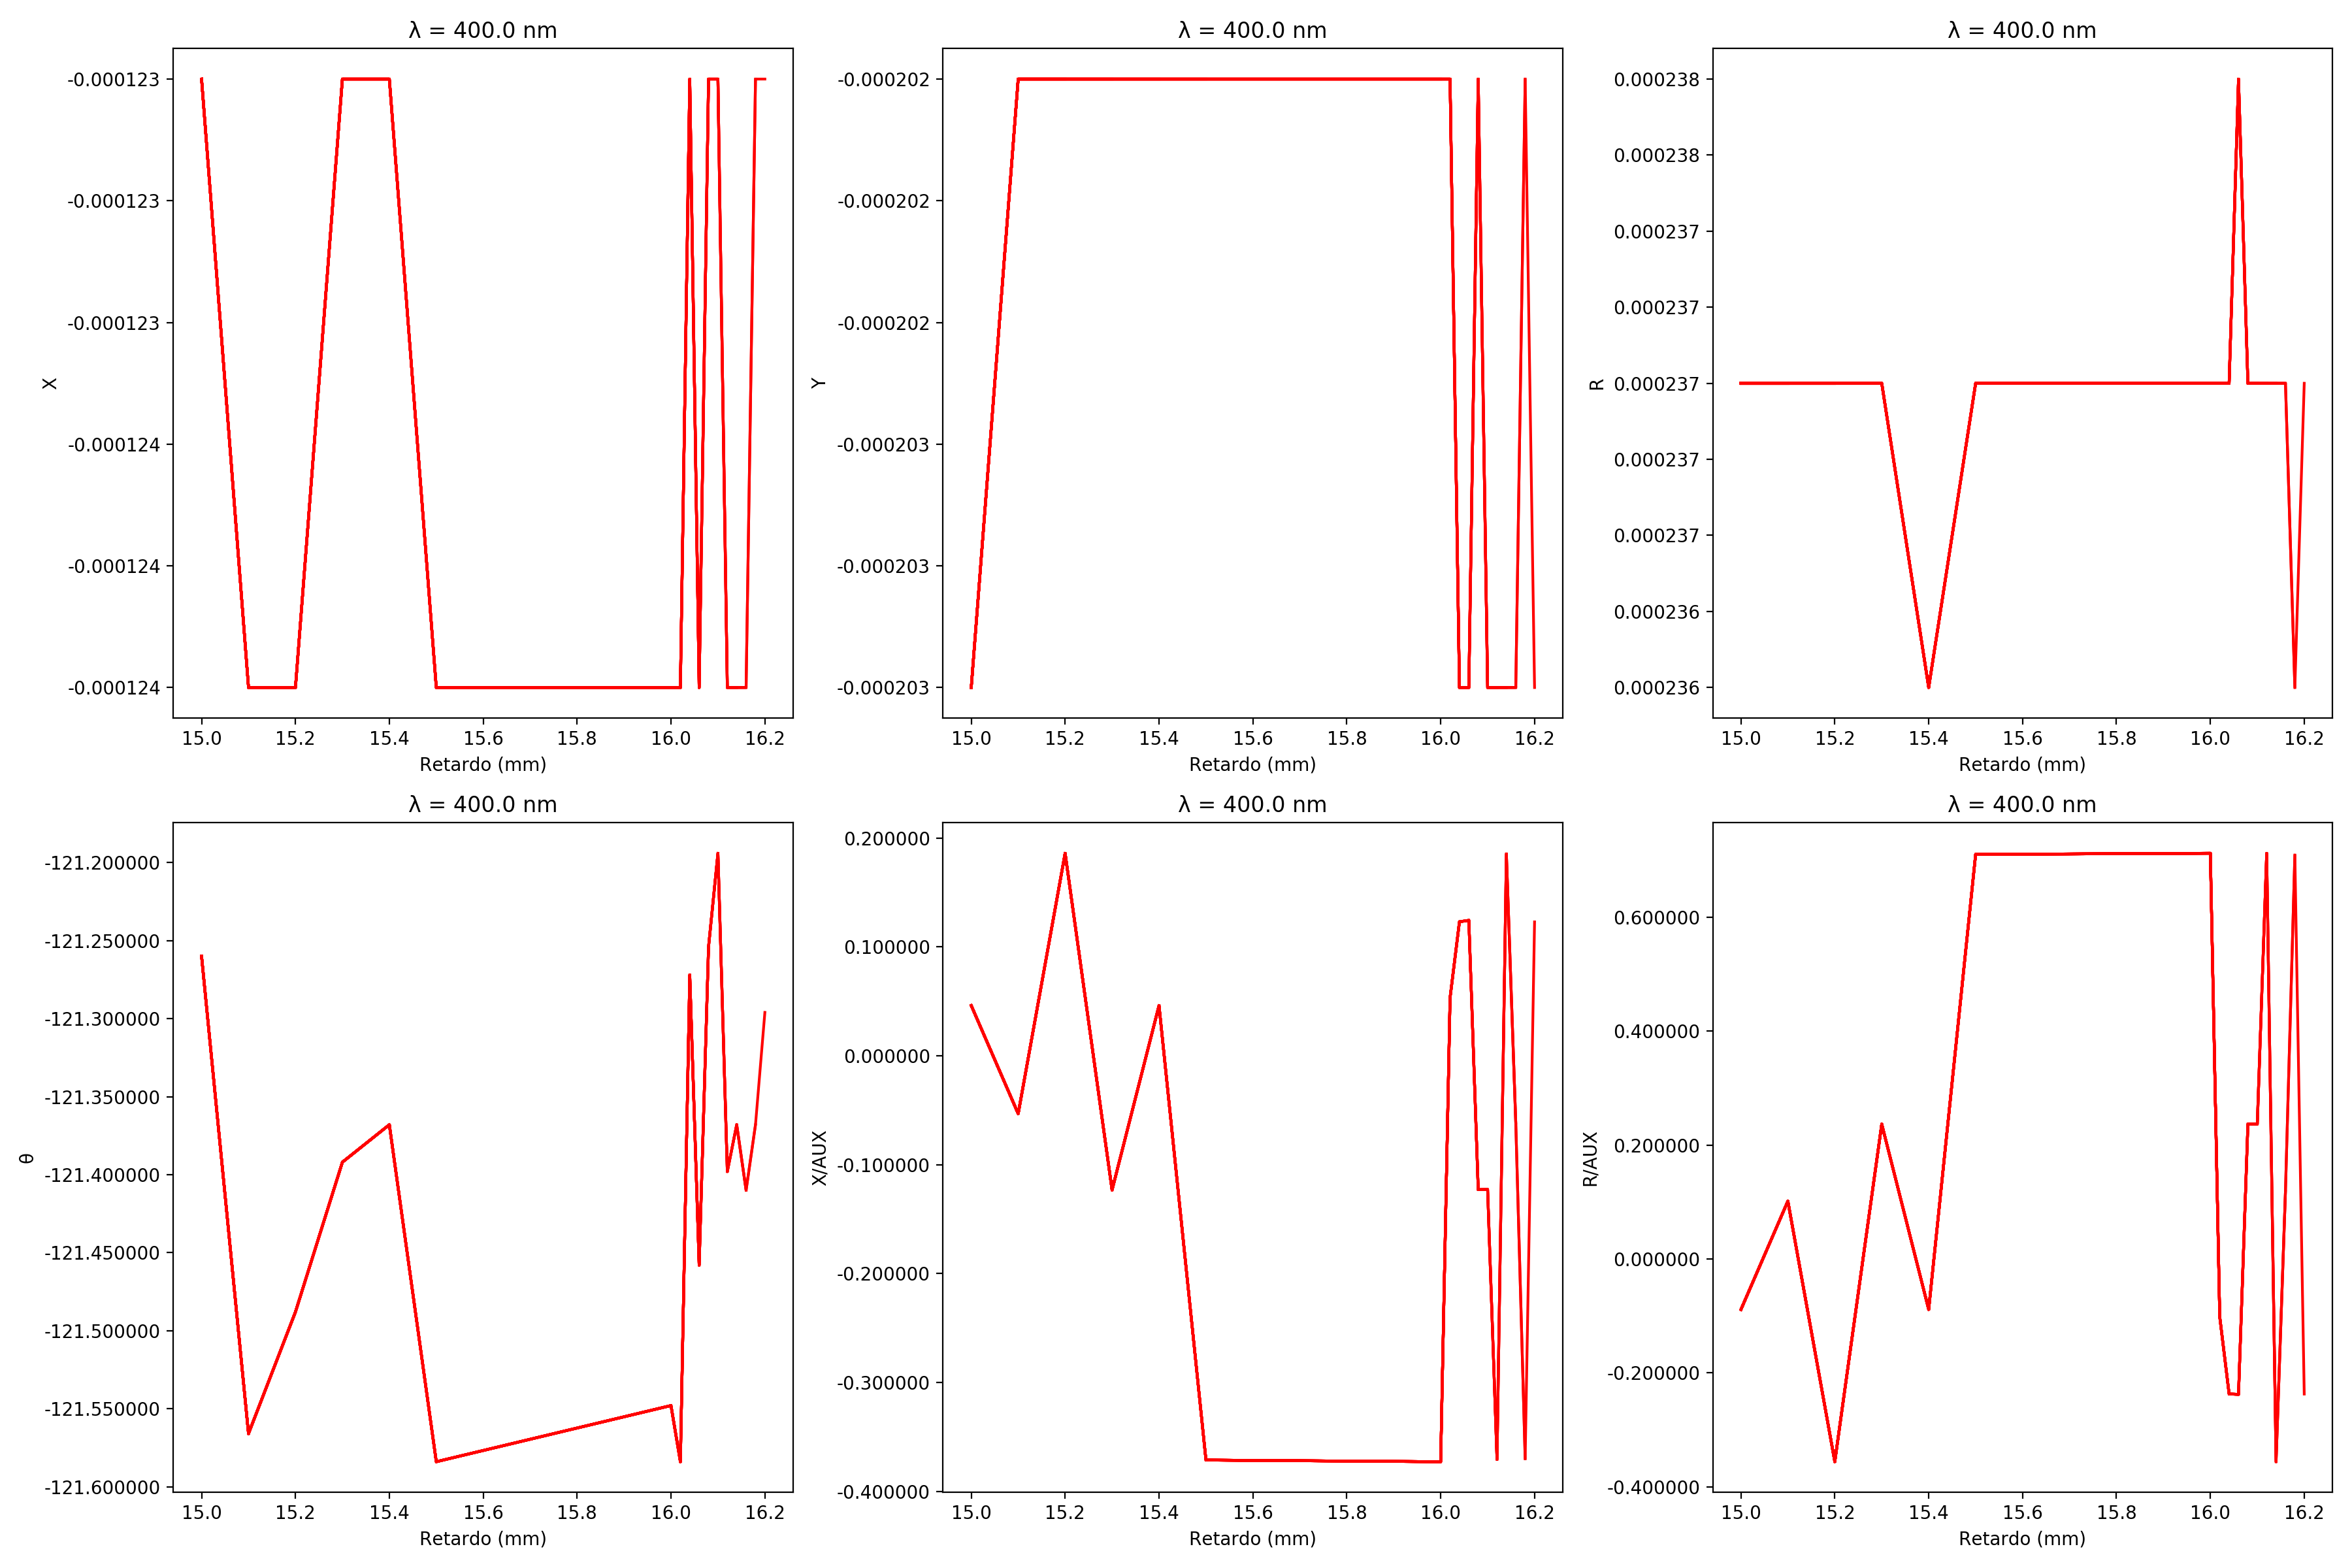 λ = 400.0 nm
-0.000123
-0.000123
-0.000123
-0.000124
-0.000124
-0.000124
X
15.0 15.2 15.4 15.6 15.8 16.0 16.2
Retardo (mm)
λ = 400.0 nm
-0.000202
-0.000202
-0.000202
-0.000203
-0.000203
-0.000203
Y
15.0 15.2 15.4 15.6 15.8 16.0 16.2
Retardo (mm)
λ = 400.0 nm
0.000238
0.000238
0.000237
0.000237
0.000237
0.000237
0.000237
0.000236
0.000236
R
15.0 15.2 15.4 15.6 15.8 16.0 16.2
Retardo (mm)
λ = 400.0 nm
-121.200000
-121.250000
-121.300000
-121.350000
-121.400000
-121.450000
-121.500000
-121.550000
-121.600000
θ
15.0 15.2 15.4 15.6 15.8 16.0 16.2
Retardo (mm)
λ = 400.0 nm
0.200000
0.100000
0.000000
-0.100000
-0.200000
-0.300000
-0.400000
X/AUX
15.0 15.2 15.4 15.6 15.8 16.0 16.2
Retardo (mm)
λ = 400.0 nm
0.600000
0.400000
0.200000
0.000000
-0.200000
-0.400000
R/AUX
15.0 15.2 15.4 15.6 15.8 16.0 16.2
Retardo (mm)